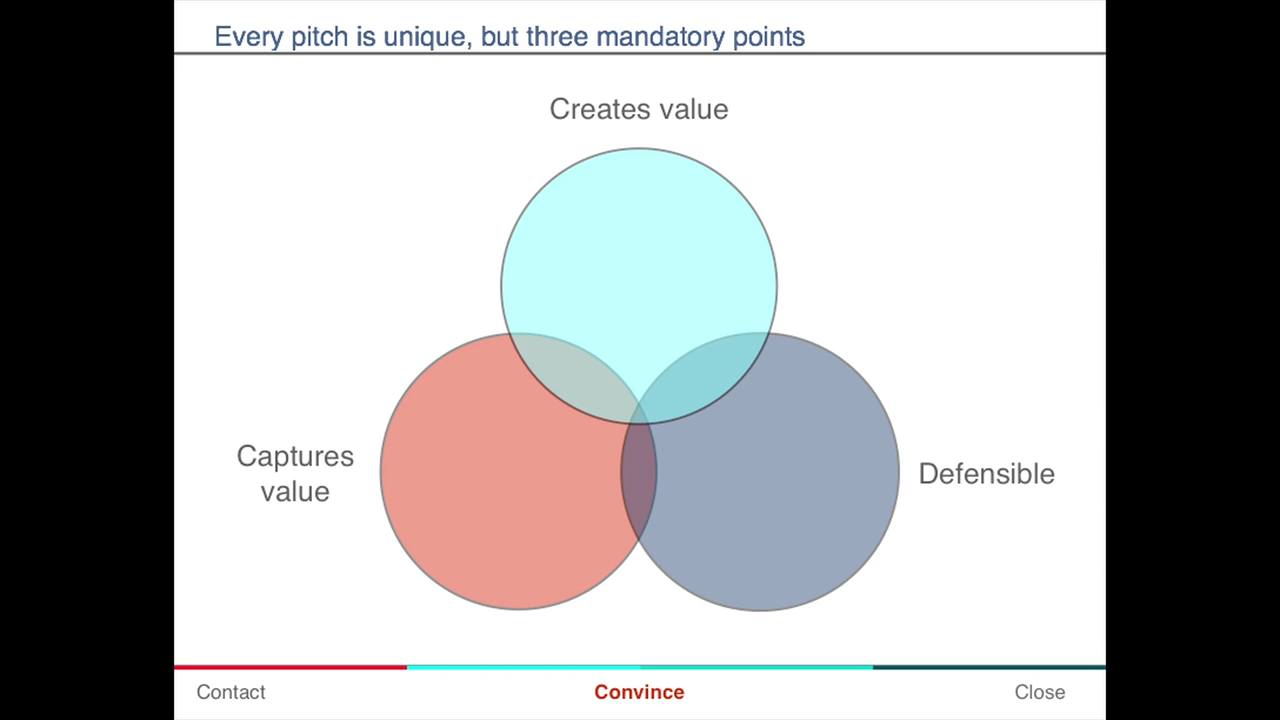 Every pitch is unique, but three mandatory points
Creates value
Captures
value
Defensible
Contact
Convince
Close